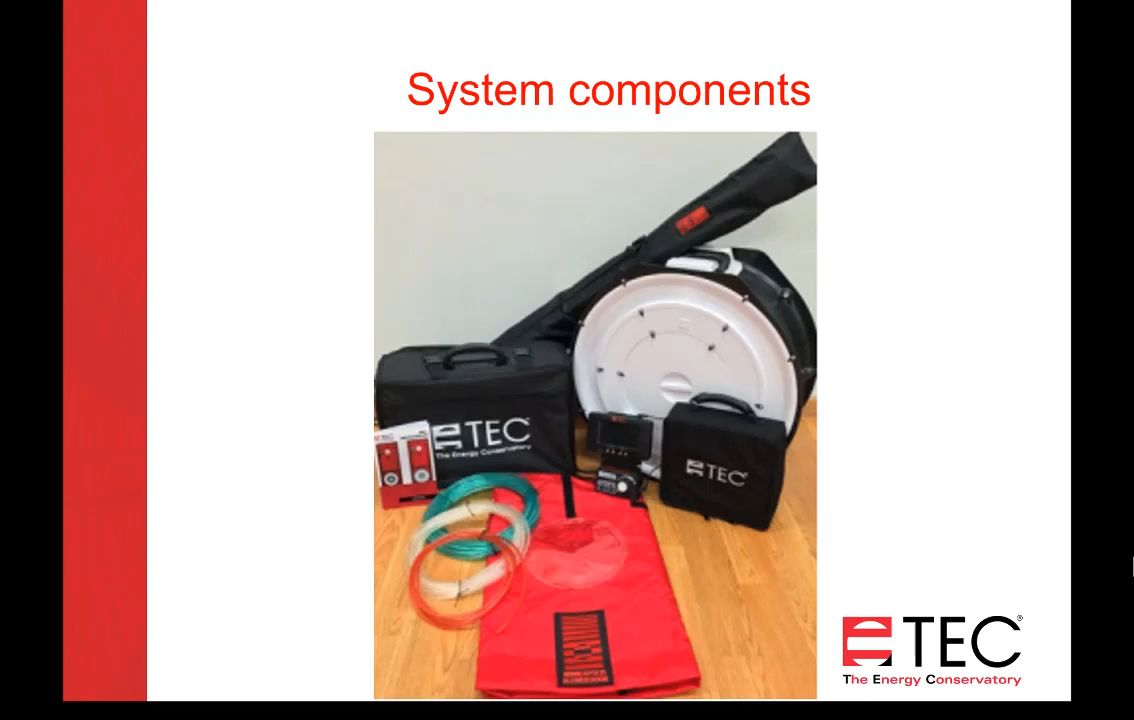 System components
TEC
The Energy Conservatory
TEC
TEC®
The Energy Conservatory